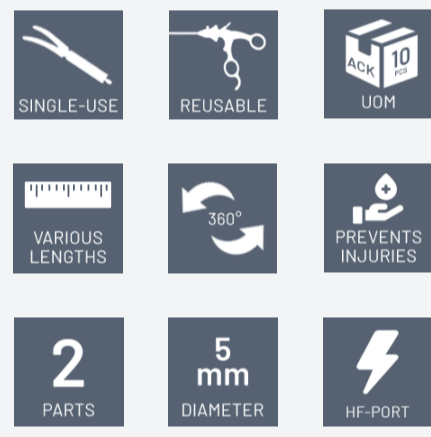 SINGLE-USE
REUSABLE
ACK
10
PCS
UOM
VARIOUS
LENGTHS
360°
PREVENTS
INJURIES
2
PARTS
5
mm
DIAMETER
HF-PORT